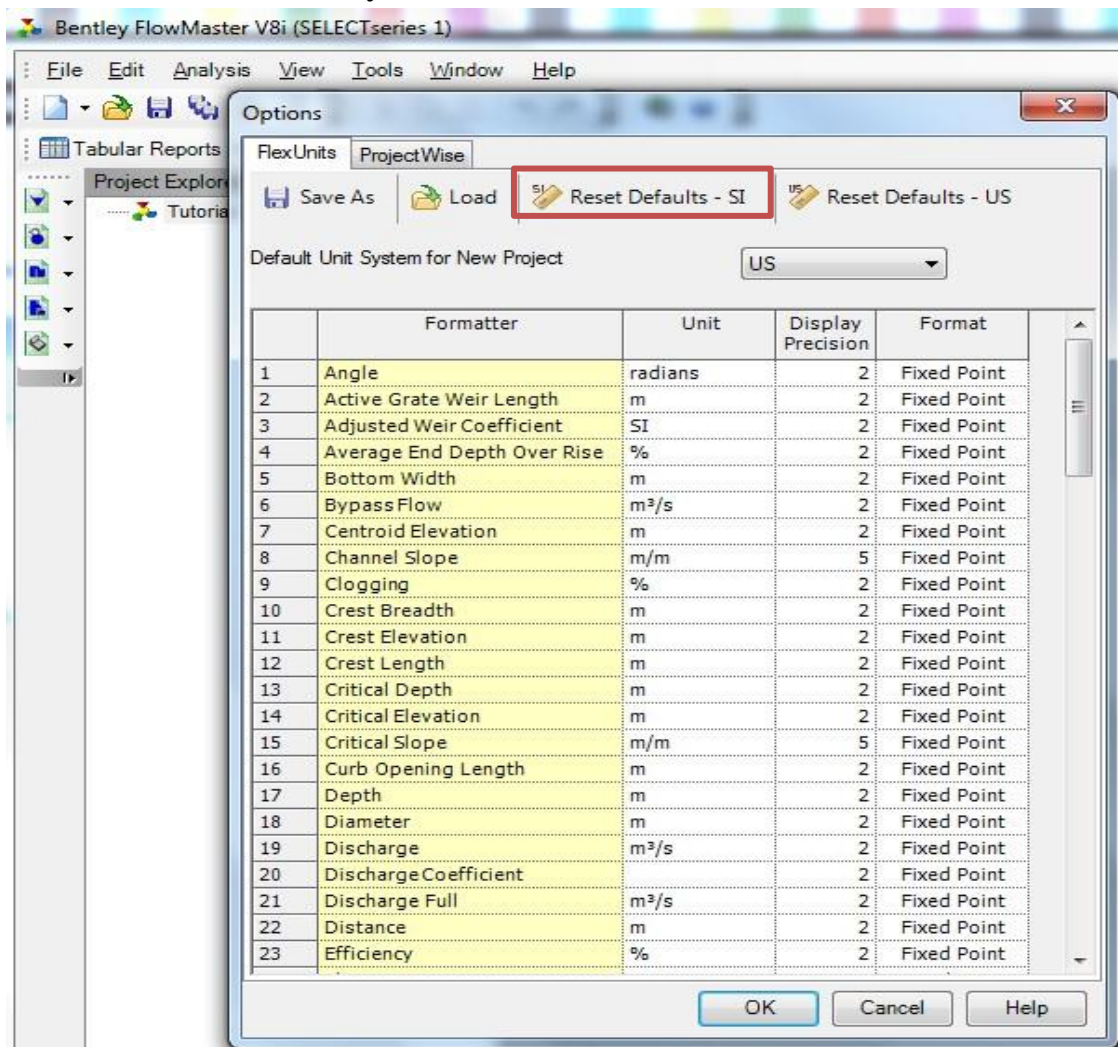 Bentley FlowMaster V8i (SELECTseries 1)
File Edit Analysis View Tools Window Help
Options
Tabular Reports
FlexUnits ProjectWise
Project Explor
Tutoria
Save As Load SI Reset Defaults - SI US Reset Defaults - US
Default Unit System for New Project US
Formatter Unit Display Precision Format
1 Angle radians 2 Fixed Point
2 Active Grate Weir Length m 2 Fixed Point
3 Adjusted Weir Coefficient SI 2 Fixed Point
4 Average End Depth Over Rise % 2 Fixed Point
5 Bottom Width m 2 Fixed Point
6 Bypass Flow m³/s 2 Fixed Point
7 Centroid Elevation m 2 Fixed Point
8 Channel Slope m/m 5 Fixed Point
9 Clogging % 2 Fixed Point
10 Crest Breadth m 2 Fixed Point
11 Crest Elevation m 2 Fixed Point
12 Crest Length m 2 Fixed Point
13 Critical Depth m 2 Fixed Point
14 Critical Elevation m 2 Fixed Point
15 Critical Slope m/m 5 Fixed Point
16 Curb Opening Length m 2 Fixed Point
17 Depth m 2 Fixed Point
18 Diameter m 2 Fixed Point
19 Discharge m³/s 2 Fixed Point
20 Discharge Coefficient 2 Fixed Point
21 Discharge Full m³/s 2 Fixed Point
22 Distance m 2 Fixed Point
23 Efficiency % 2 Fixed Point
OK Cancel Help